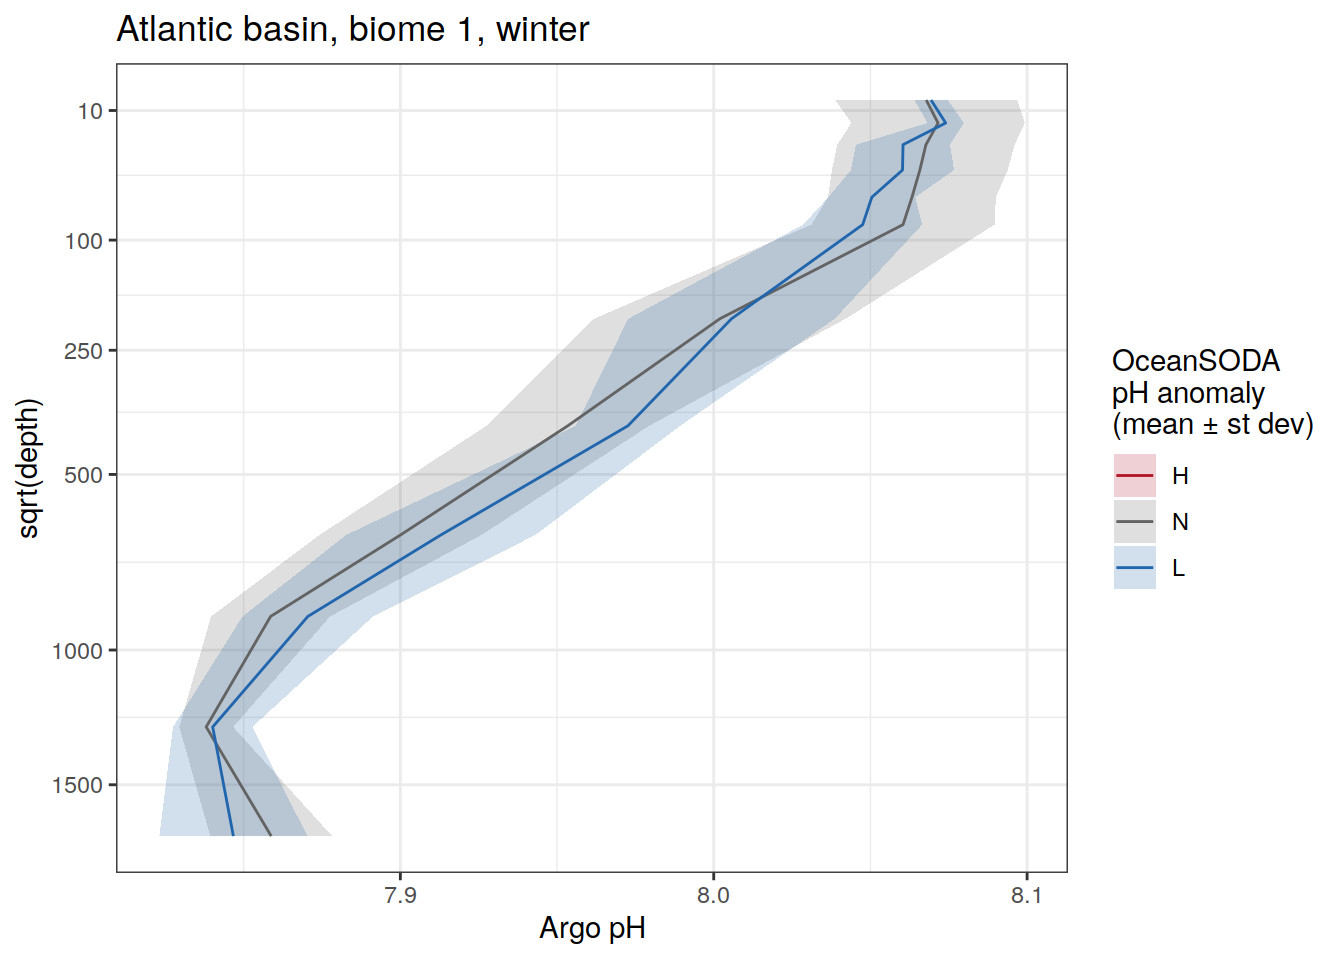 Atlantic basin, biome 1, winter
10
100
250
500
1000
1500
sqrt(depth)
7.9
8.0
8.1
Argo pH
OceanSODA
pH anomaly
(mean ± st dev)
H
N
L